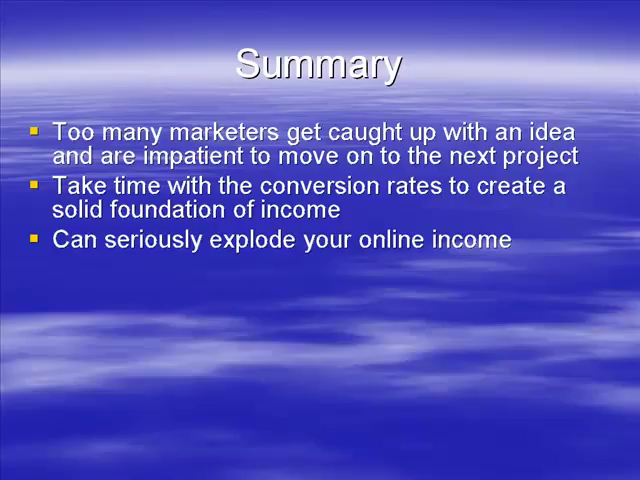 Summary
Too many marketers get caught up with an idea
and are impatient to move on to the next project
Take time with the conversion rates to create a
solid foundation of income
Can seriously explode your online income